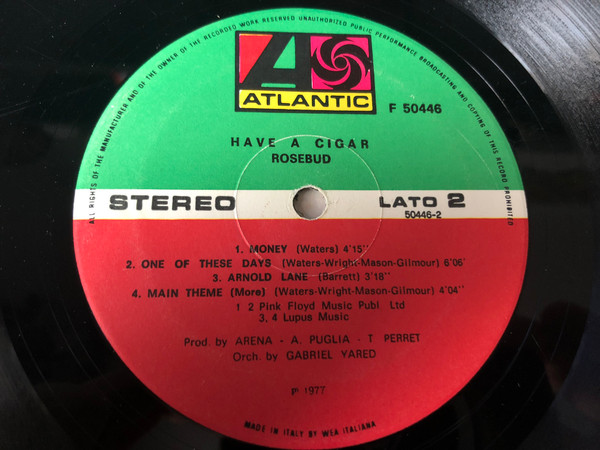 ALL RIGHTS OF THE MANUFACTURER AND OF THE OWNER OF THE RECORDED WORK RESERVED UNAUTHORIZED PUBLIC PERFORMANCE BROADCASTING AND COPYING OF THIS RECORD PROHIBITED
A
ATLANTIC
F 50446
HAVE A CIGAR
ROSEBUD
STEREO
LATO 2
50446-2
1. MONEY (Waters) 4'15"
2. ONE OF THESE DAYS (Waters-Wright-Mason-Gilmour) 6'06'
3. ARNOLD LANE (Barrett) 3'18"
4. MAIN THEME (More) (Waters-Wright-Mason-Gilmour) 4'04"
1 2 Pink Floyd Music Publ Ltd
3, 4 Lupus Music
Prod. by ARENA - A. PUGLIA - T PERRET
Orch. by GABRIEL YARED
P 1977
MADE IN ITALY BY WEA ITALIANA